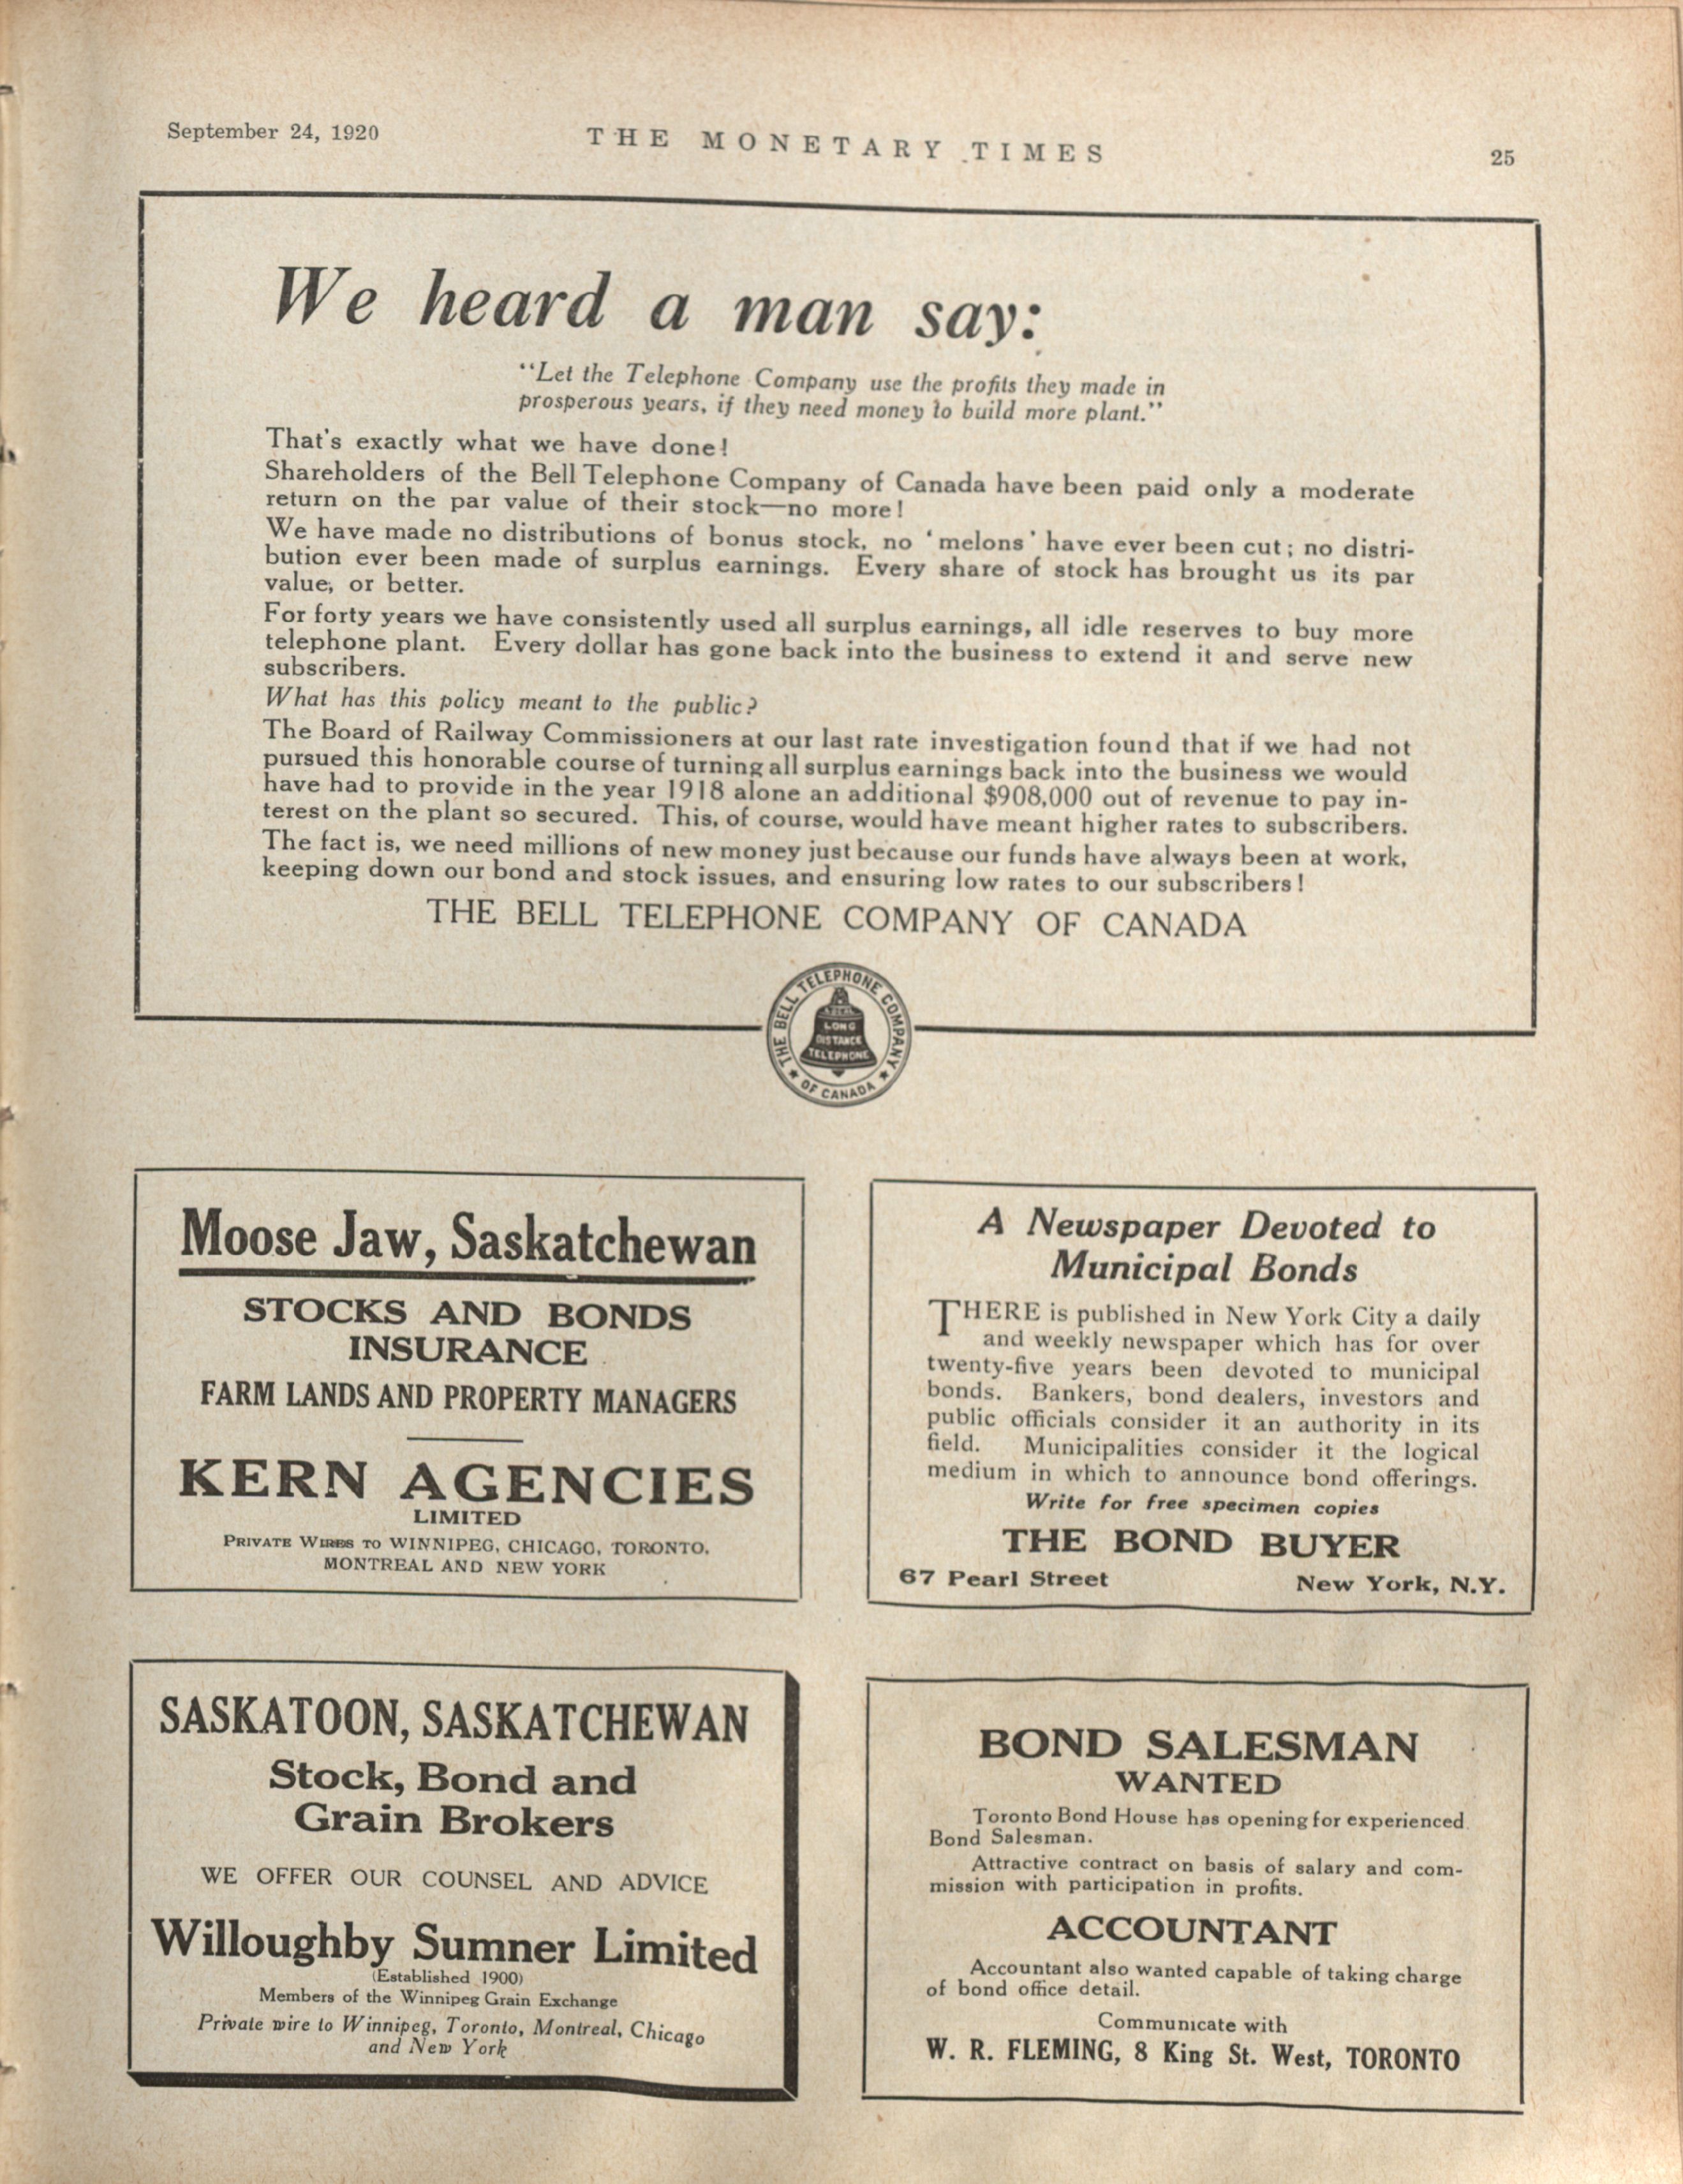 September 24, 1920
THE MONETARY TIMES
25
We heard a man say:
“Let the Telephone Company use the profits they made in
prosperous years, if they need money to build more plant.”
That's exactly what we have done!
Shareholders of the Bell Telephone Company of Canada have been paid only a moderate
return on the par value of their stock—no more!
We have made no distributions of bonus stock, no ‘melons’ have ever been cut; no distri-
bution ever been made of surplus earnings. Every share of stock has brought us its par
value, or better.
For forty years we have consistently used all surplus earnings, all idle reserves to buy more
telephone plant. Every dollar has gone back into the business to extend it and serve new
subscribers.
What has this policy meant to the public?
The Board of Railway Commissioners at our last rate investigation found that if we had not
pursued this honorable course of turning all surplus earnings back into the business we would
have had to provide in the year 1918 alone an additional $908,000 out of revenue to pay in-
terest on the plant so secured. This, of course, would have meant higher rates to subscribers.
The fact is, we need millions of new money just because our funds have always been at work,
keeping down our bond and stock issues, and ensuring low rates to our subscribers!
THE BELL TELEPHONE COMPANY OF CANADA
THE BELL TELEPHONE COMPANY
OF CANADA
LONG
DISTANCE
TELEPHONE
Moose Jaw, Saskatchewan
STOCKS AND BONDS
INSURANCE
FARM LANDS AND PROPERTY MANAGERS
KERN AGENCIES
LIMITED
PRIVATE WIRES TO WINNIPEG, CHICAGO, TORONTO,
MONTREAL AND NEW YORK
A Newspaper Devoted to
Municipal Bonds
THERE is published in New York City a daily
and weekly newspaper which has for over
twenty-five years been devoted to municipal
bonds. Bankers, bond dealers, investors and
public officials consider it an authority in its
field. Municipalities consider it the logical
medium in which to announce bond offerings.
Write for free specimen copies
THE BOND BUYER
67 Pearl Street New York, N.Y.
SASKATOON, SASKATCHEWAN
Stock, Bond and
Grain Brokers
WE OFFER OUR COUNSEL AND ADVICE
Willoughby Sumner Limited
(Established 1900)
Members of the Winnipeg Grain Exchange
Private wire to Winnipeg, Toronto, Montreal, Chicago
and New York
BOND SALESMAN
WANTED
Toronto Bond House has opening for experienced
Bond Salesman.
Attractive contract on basis of salary and com-
mission with participation in profits.
ACCOUNTANT
Accountant also wanted capable of taking charge
of bond office detail.
Communicate with
W. R. FLEMING, 8 King St. West, TORONTO